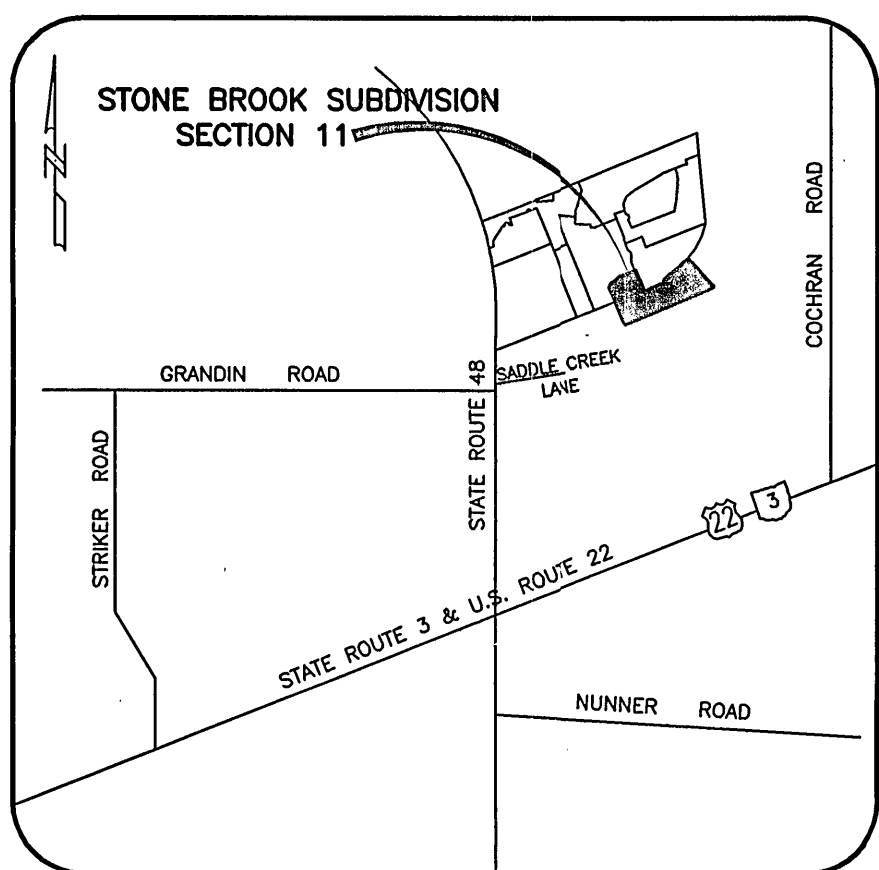 STONE BROOK SUBDIVISION
SECTION 11
N
COCHRAN ROAD
GRANDIN ROAD
SADDLE CREEK
LANE
STATE ROUTE 48
STRIKER ROAD
22
3
STATE ROUTE 3 & U.S. ROUTE 22
NUNNER ROAD